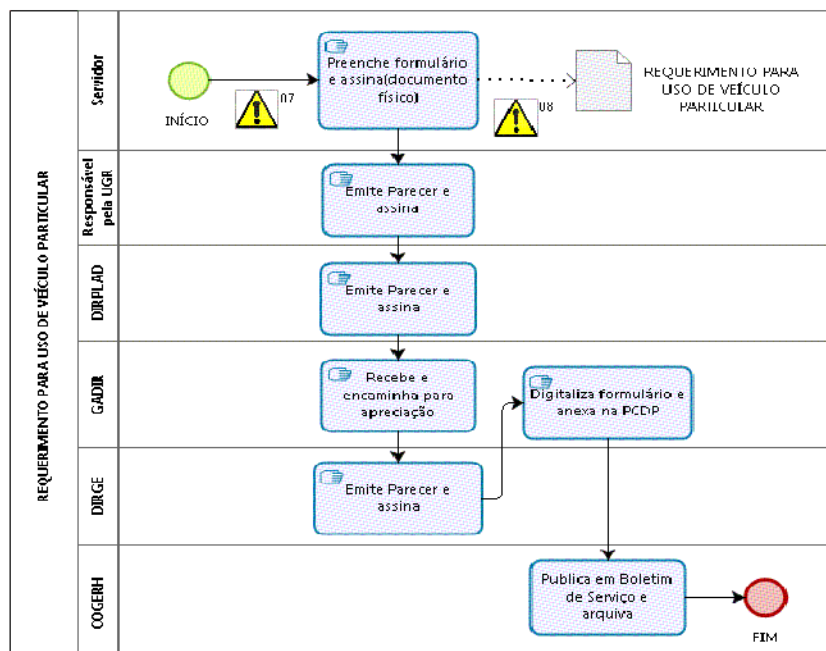 REQUERIMENTO PARA USO DE VEÍCULO PARTICULAR
Servidor
INÍCIO
07
Preenche formulário
e assina(documento
físico)
08
REQUERIMENTO PARA
USO DE VEÍCULO
PARTICULAR
Responsável
pela UGR
Emite Parecer e
assina
DIRPLAD
Emite Parecer e
assina
GADIR
Recebe e
encaminha para
apreciação
Digitaliza formulário e
anexa na PCDP
DIRGE
Emite Parecer e
assina
COGERH
Publica em Boletim
de Serviço e
arquiva
FIM